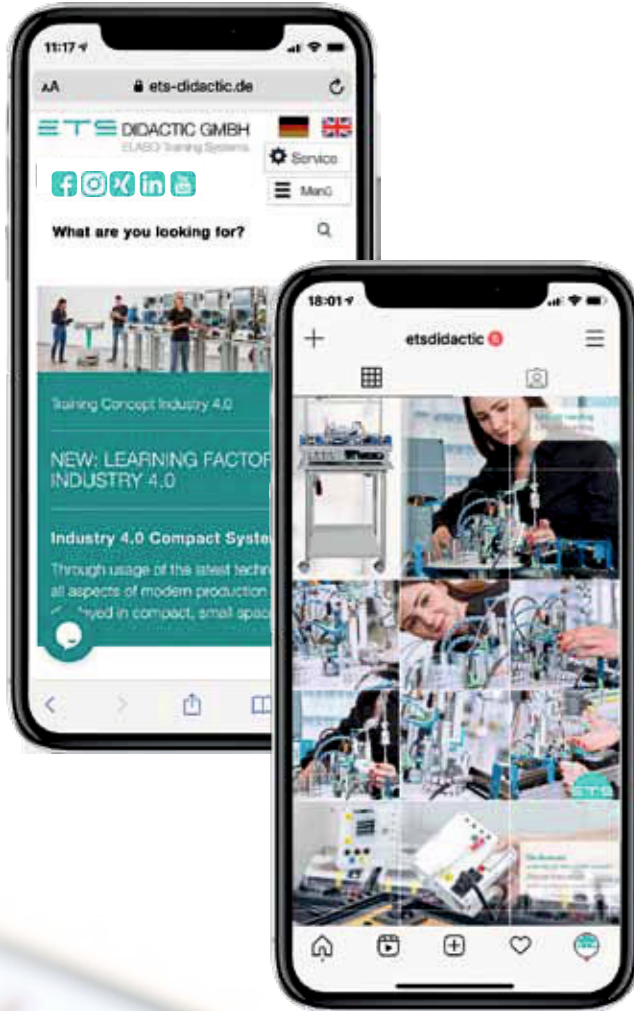 11:17
AA ets-didactic.de
ETS DIDACTIC GMBH
ELABO Training Systems
Service
Menü
What are you looking for?
Training Concept Industry 4.0
NEW: LEARNING FACTOR
INDUSTRY 4.0
Industry 4.0 Compact Syste
Through usage of the latest techn
all aspects of modern production
displayed in compact, small spac
18:01
etsdidactic
ETS